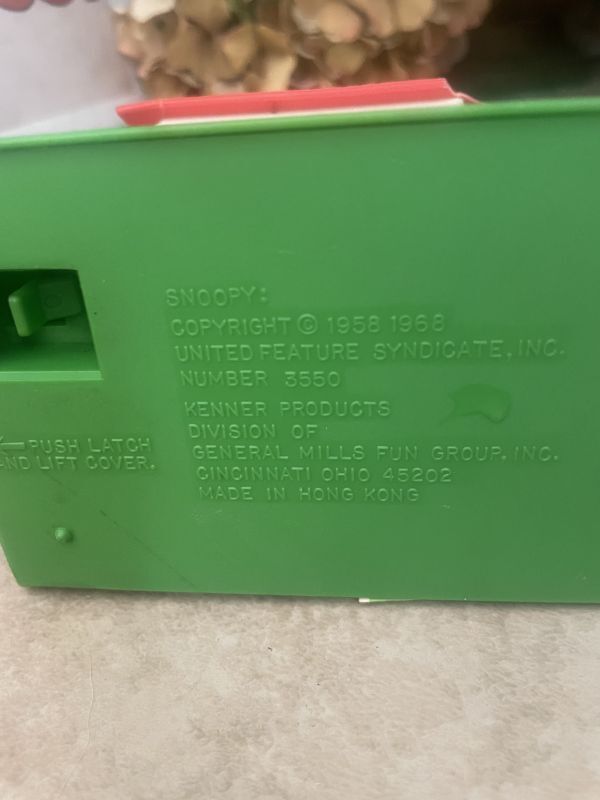 SNOOPY:
COPYRIGHT © 1958 1968
UNITED FEATURE SYNDICATE, INC.
NUMBER 3550
KENNER PRODUCTS
DIVISION OF
GENERAL MILLS FUN GROUP, INC.
CINCINNATI OHIO 45202
MADE IN HONG KONG
← PUSH LATCH
AND LIFT COVER.